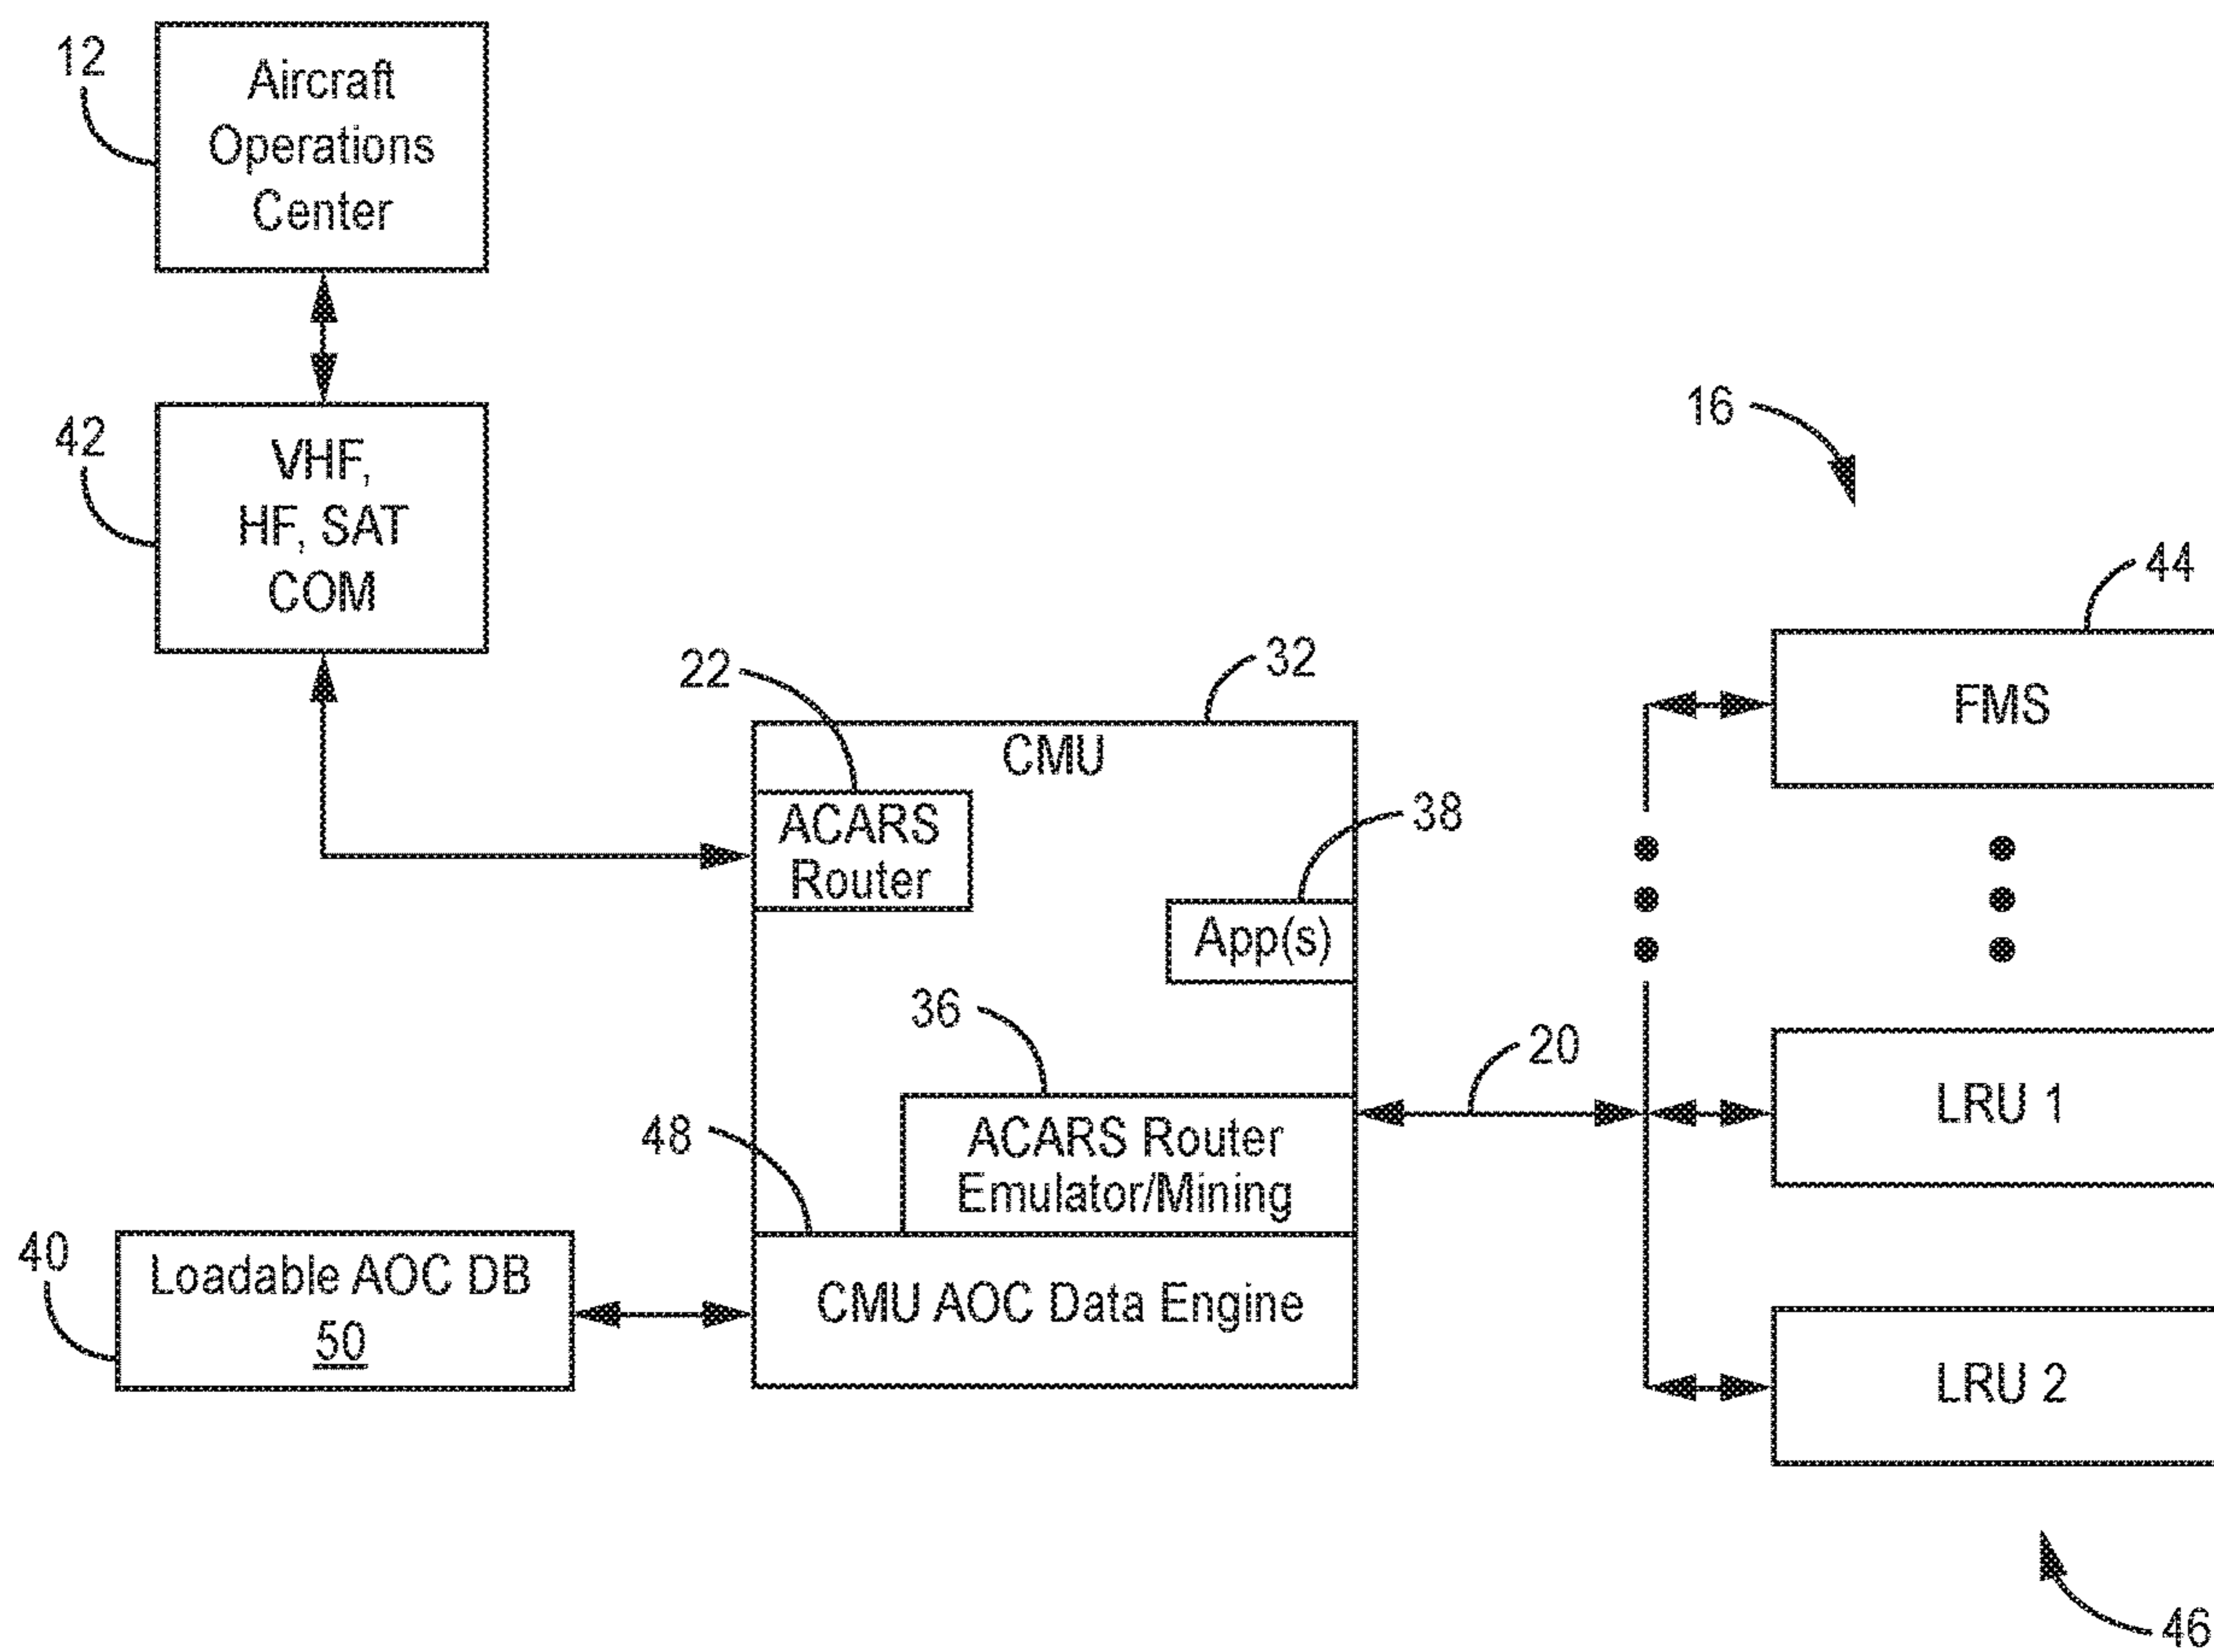 12
Aircraft
Operations
Center
42
VHF,
HF, SAT
COM
16
44
FMS
22
32
CMU
ACARS
Router
38
App(s)
36
20
LRU 1
48
ACARS Router
Emulator/Mining
40
Loadable AOC DB
50
CMU AOC Data Engine
LRU 2
46